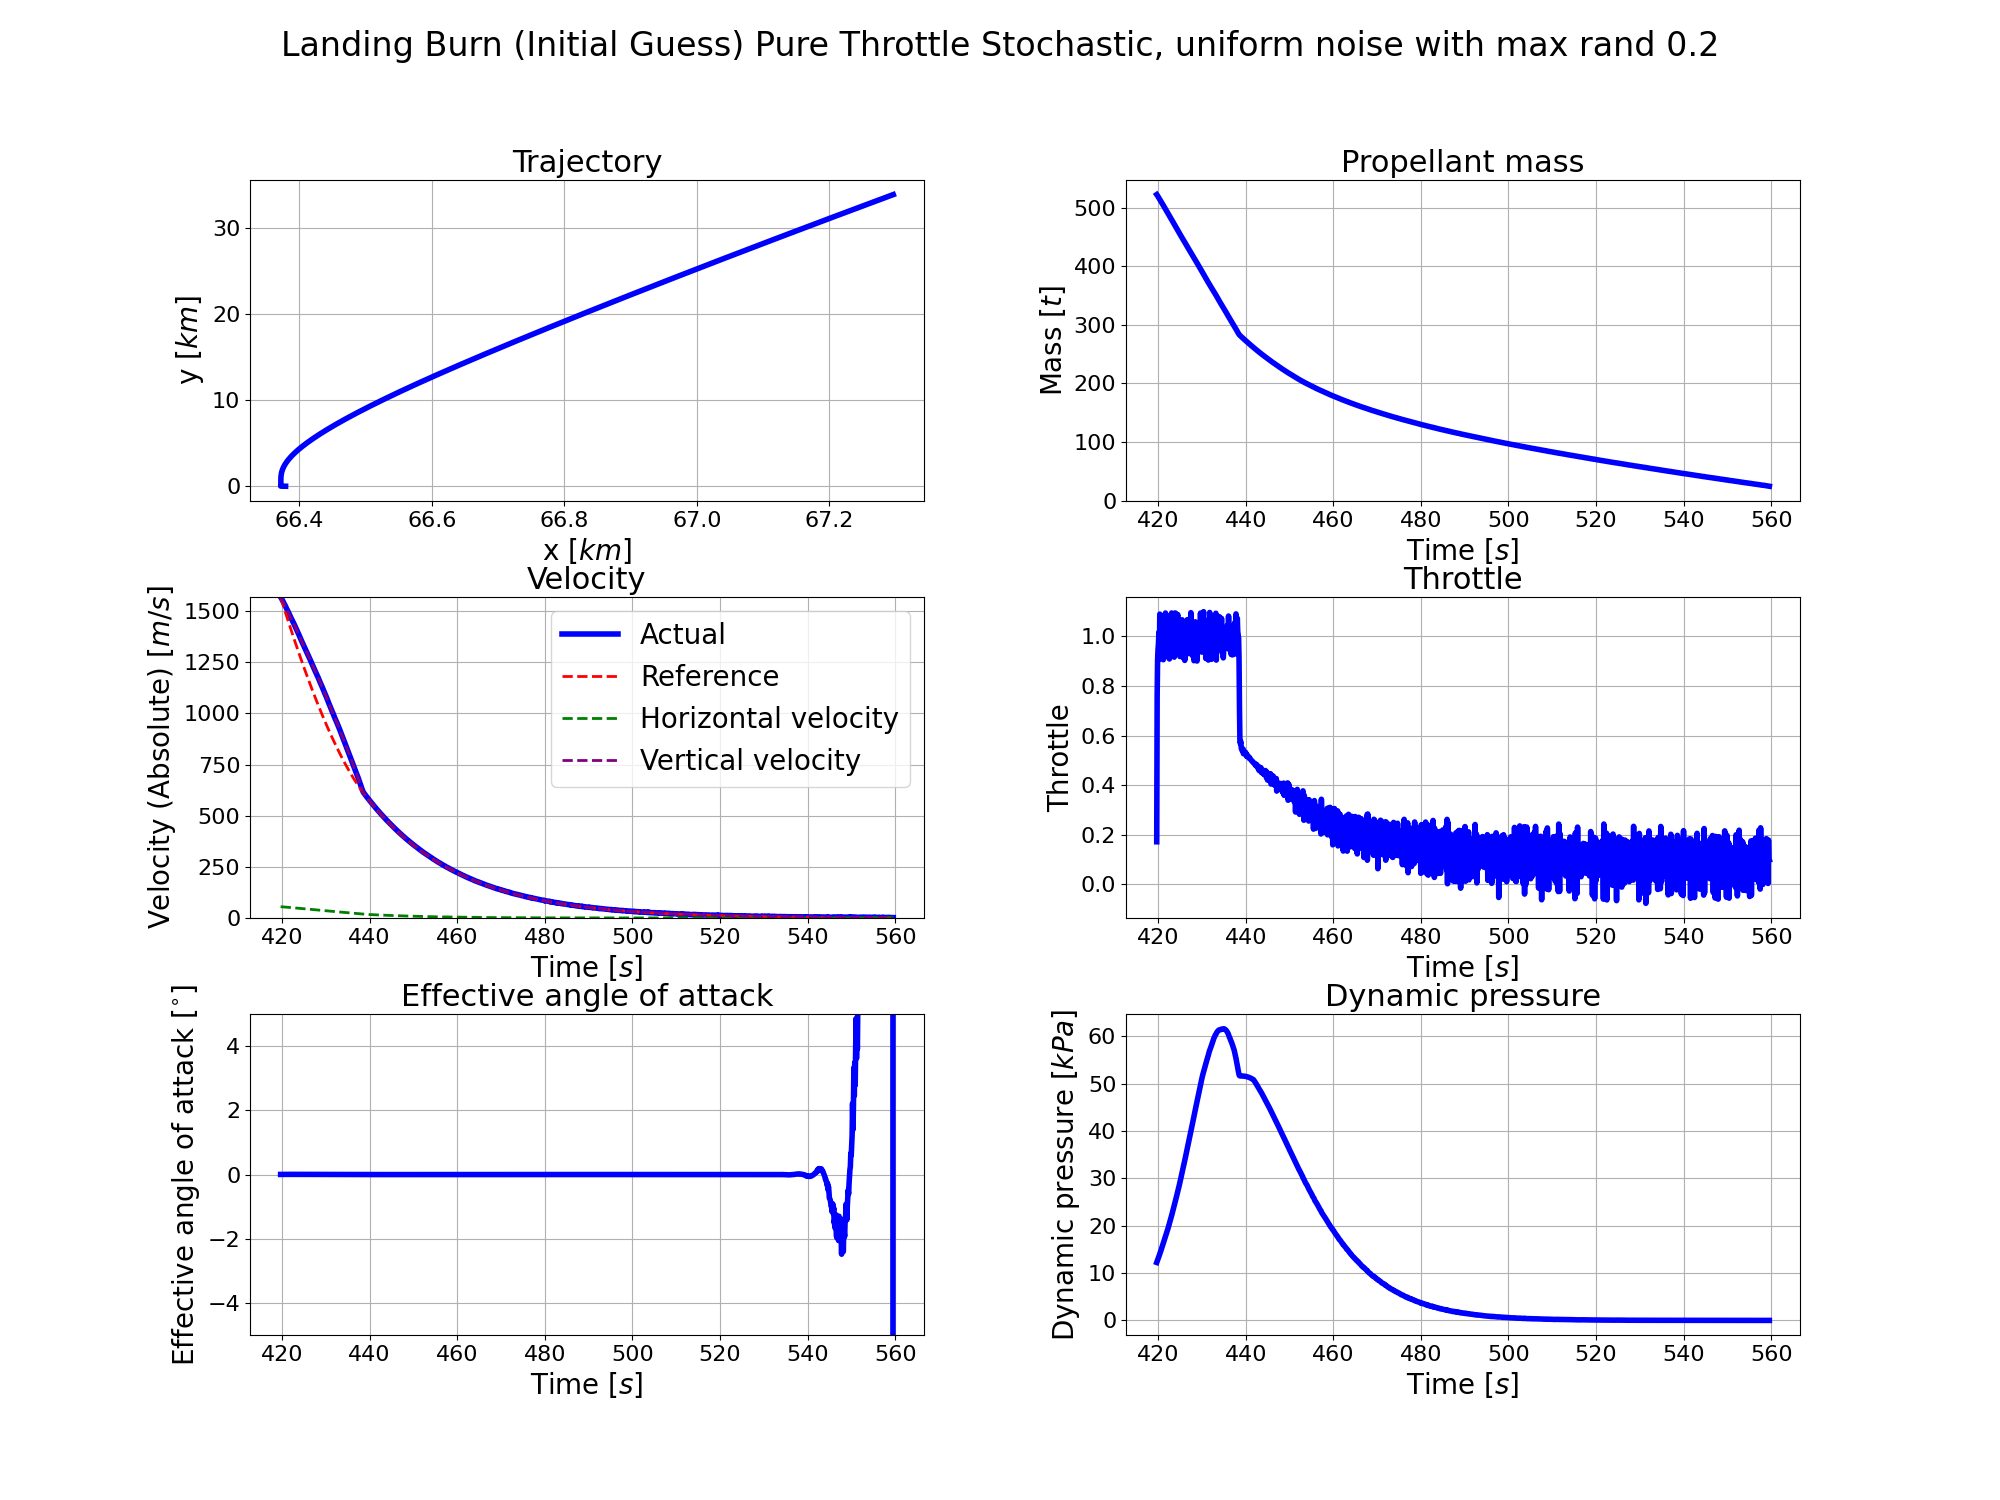 Landing Burn (Initial Guess) Pure Throttle Stochastic, uniform noise with max rand 0.2
Trajectory
y [km]
30
20
10
0
66.4 66.6 66.8 67.0 67.2
x [km]
Propellant mass
Mass [t]
500
400
300
200
100
0
420 440 460 480 500 520 540 560
Time [s]
Velocity
Velocity (Absolute) [m/s]
1500
1250
1000
750
500
250
0
Actual
Reference
Horizontal velocity
Vertical velocity
420 440 460 480 500 520 540 560
Time [s]
Throttle
Throttle
1.0
0.8
0.6
0.4
0.2
0.0
420 440 460 480 500 520 540 560
Time [s]
Effective angle of attack
Effective angle of attack [°]
4
2
0
−2
−4
420 440 460 480 500 520 540 560
Time [s]
Dynamic pressure
Dynamic pressure [kPa]
60
50
40
30
20
10
0
420 440 460 480 500 520 540 560
Time [s]